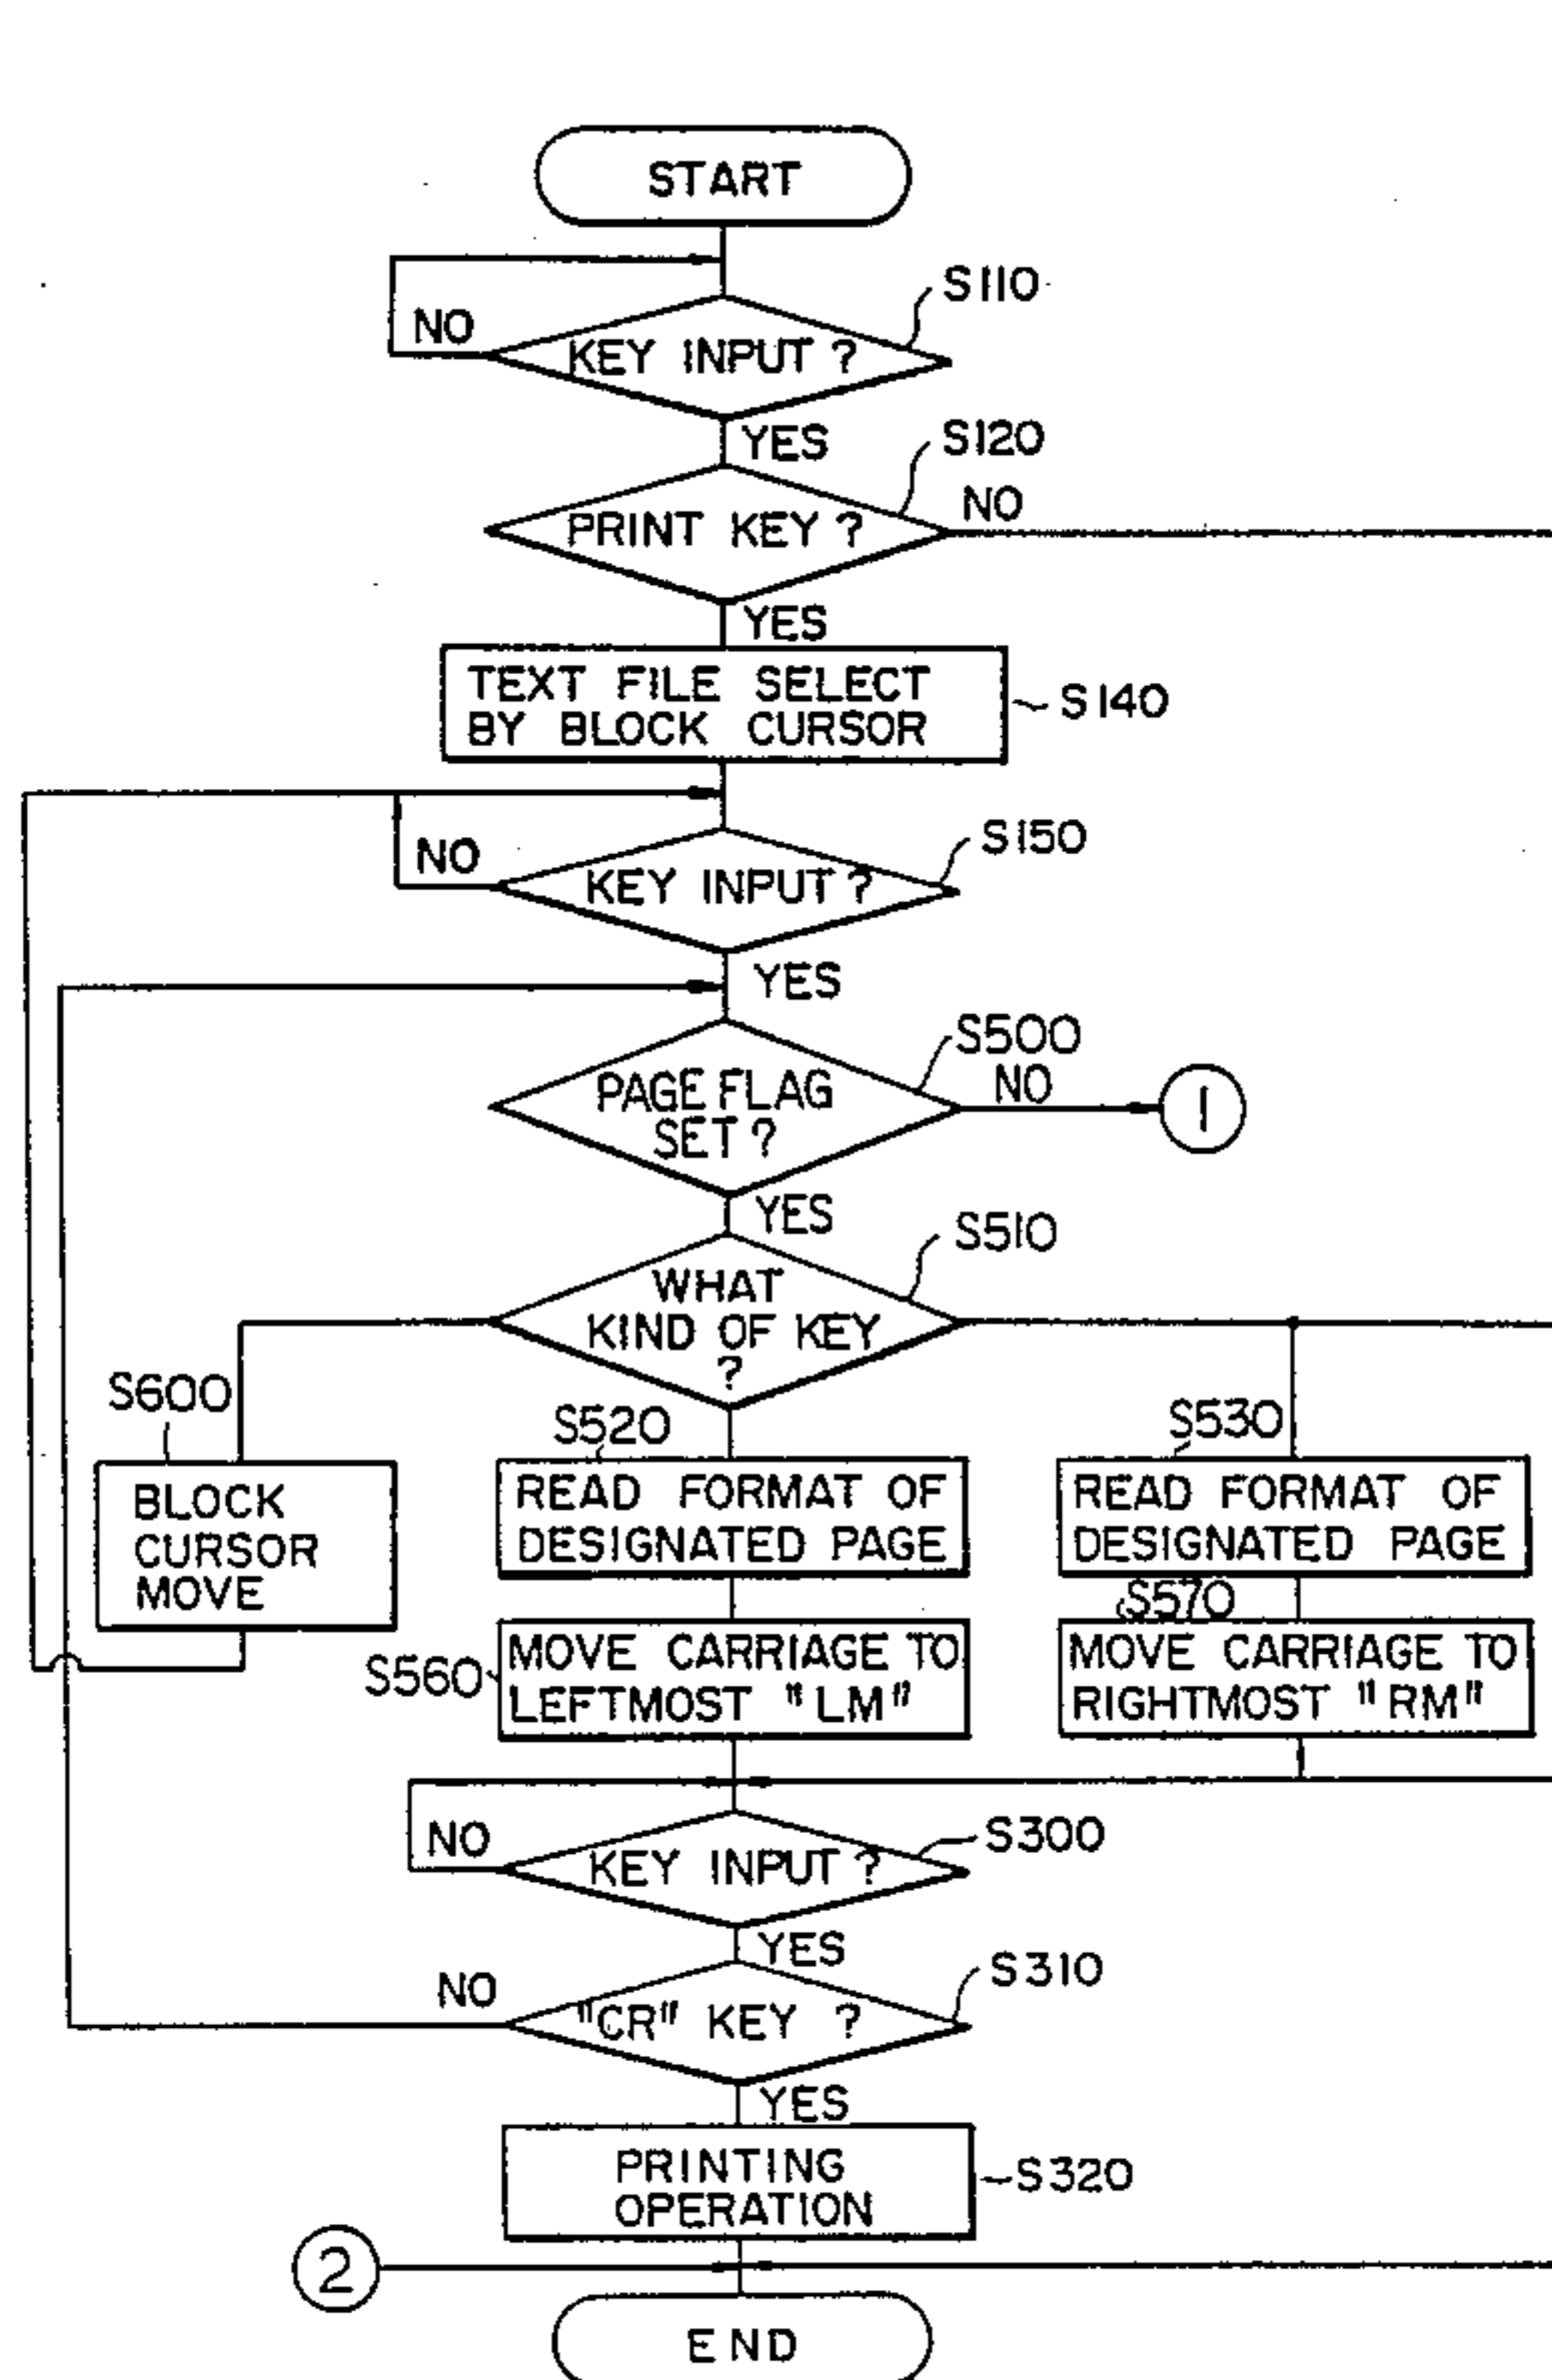 START
S110
NO
KEY INPUT ?
YES
S120
NO
PRINT KEY ?
YES
TEXT FILE SELECT
BY BLOCK CURSOR
S140
S150
NO
KEY INPUT ?
YES
S500
NO
PAGE FLAG
SET ?
1
YES
S510
WHAT
KIND OF KEY
?
S600
S520
S530
BLOCK
CURSOR
MOVE
READ FORMAT OF
DESIGNATED PAGE
READ FORMAT OF
DESIGNATED PAGE
S570
S560
MOVE CARRIAGE TO
LEFTMOST "LM"
MOVE CARRIAGE TO
RIGHTMOST "RM"
S300
NO
KEY INPUT ?
YES
S310
NO
"CR" KEY ?
YES
PRINTING
OPERATION
S320
2
END